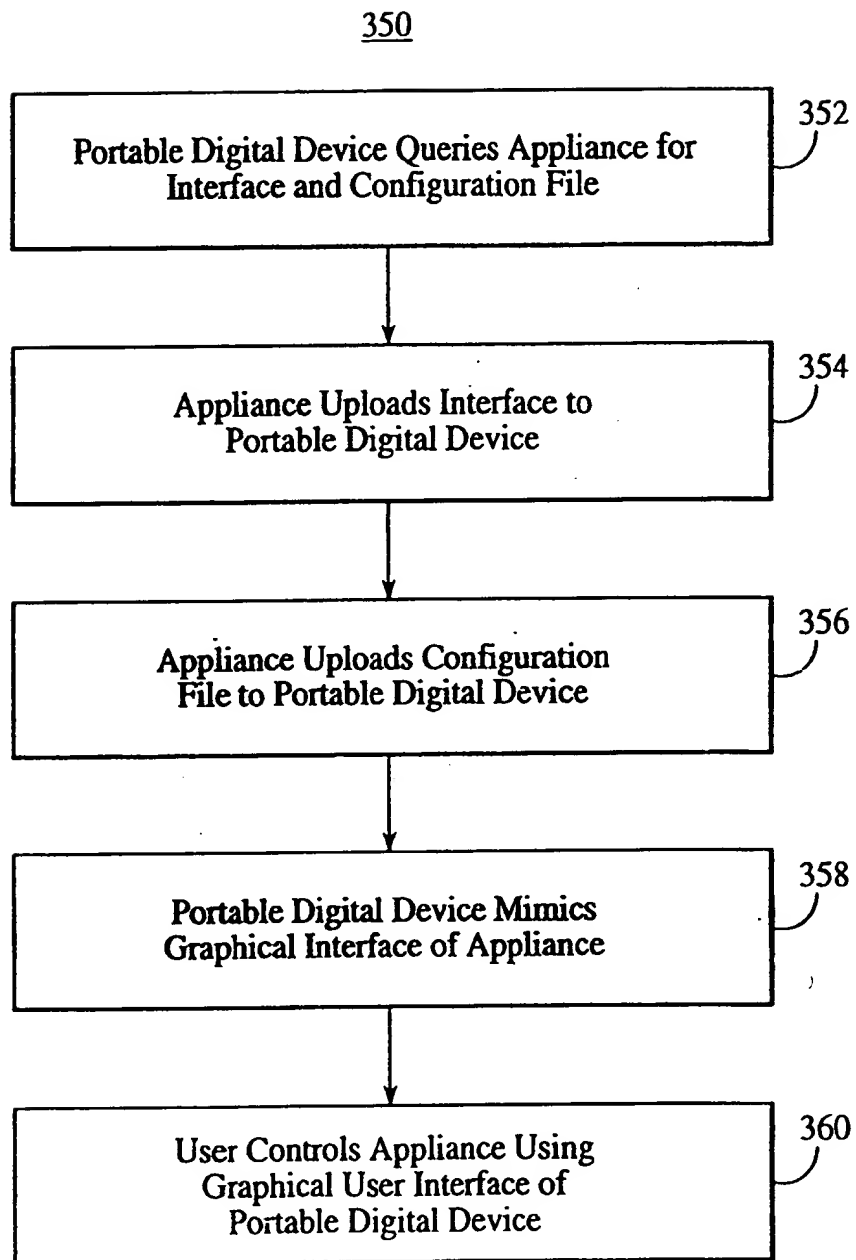 350
352
Portable Digital Device Queries Appliance for
Interface and Configuration File
354
Appliance Uploads Interface to
Portable Digital Device
356
Appliance Uploads Configuration
File to Portable Digital Device
358
Portable Digital Device Mimics
Graphical Interface of Appliance
360
User Controls Appliance Using
Graphical User Interface of
Portable Digital Device